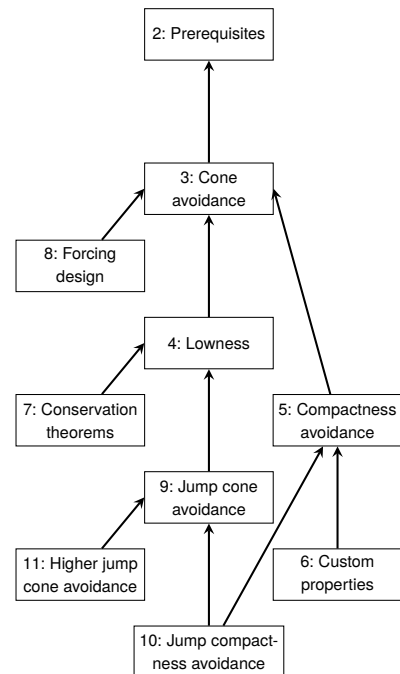 2: Prerequisites
3: Cone
avoidance
8: Forcing
design
4: Lowness
7: Conservation
theorems
5: Compactness
avoidance
9: Jump cone
avoidance
11: Higher jump
cone avoidance
6: Custom
properties
10: Jump compact-
ness avoidance